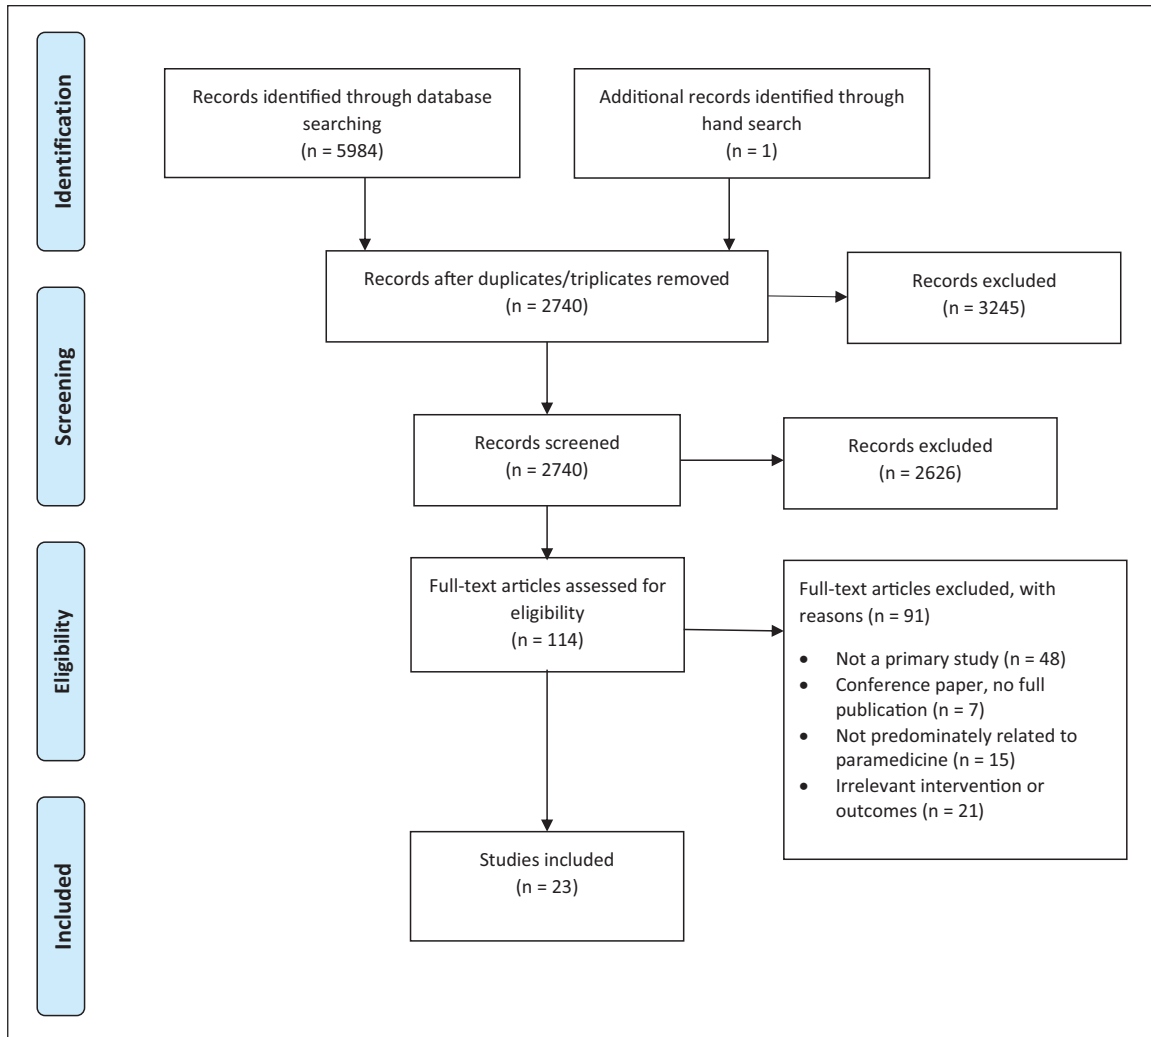 Identification
Records identified through database
searching
(n = 5984)
Additional records identified through
hand search
(n = 1)
Records after duplicates/triplicates removed
(n = 2740)
Records excluded
(n = 3245)
Screening
Records screened
(n = 2740)
Records excluded
(n = 2626)
Eligibility
Full-text articles assessed for
eligibility
(n = 114)
Full-text articles excluded, with
reasons (n = 91)
• Not a primary study (n = 48)
• Conference paper, no full
publication (n = 7)
• Not predominately related to
paramedicine (n = 15)
• Irrelevant intervention or
outcomes (n = 21)
Included
Studies included
(n = 23)